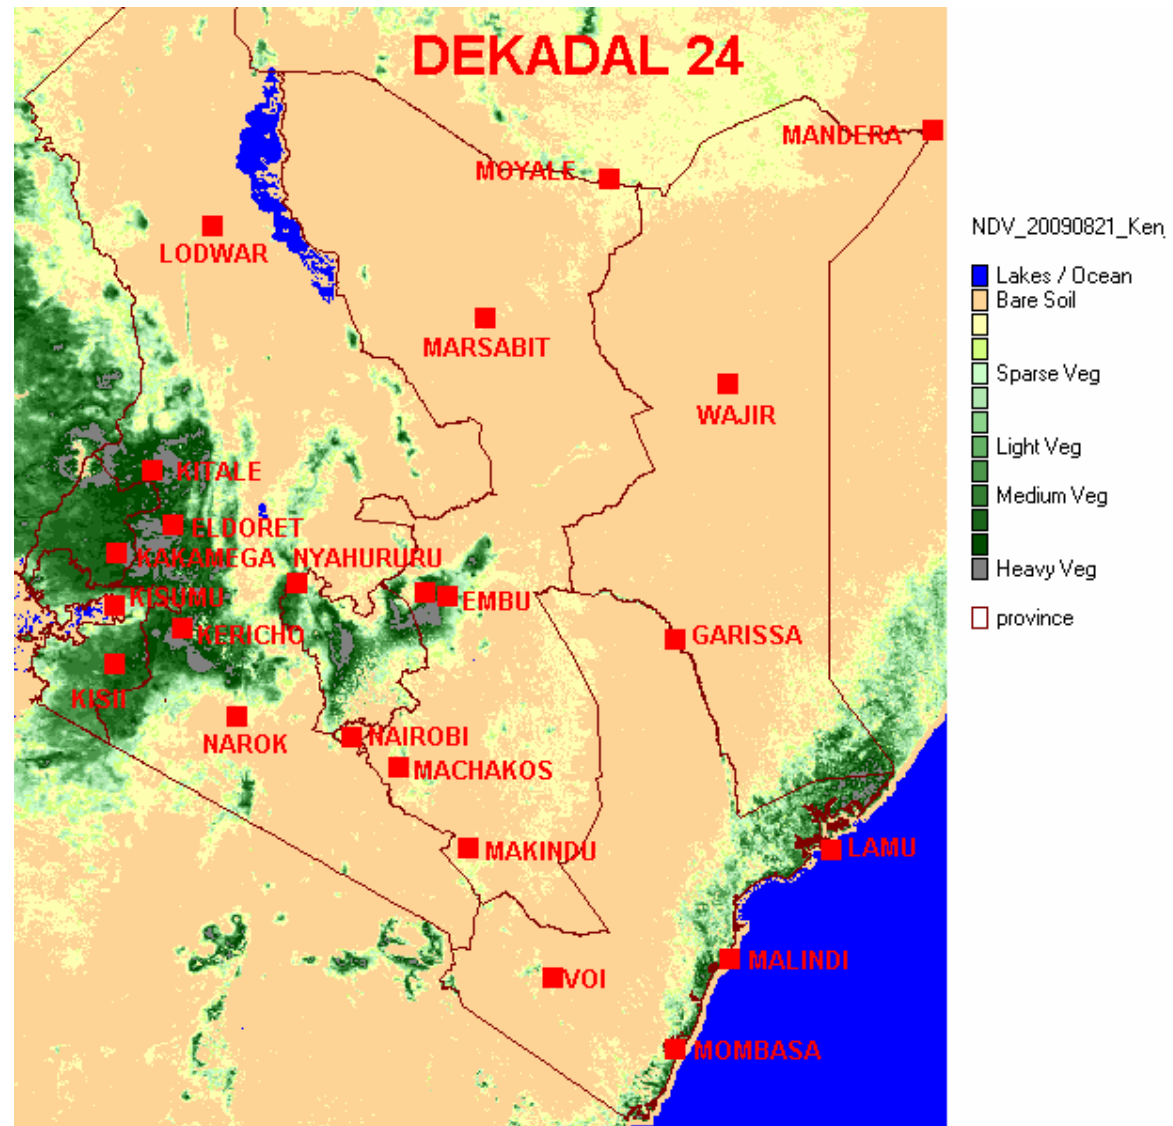 DEKADAL 24
MANDERA
MOYALE
LODWAR
MARSABIT
WAJIR
KITALE
ELDORET
KAKAMEGA
NYAHURURU
KISUMU
EMBU
KERICHO
GARISSA
KISII
NAROK
NAIROBI
MACHAKOS
MAKINDU
LAMU
MALINDI
VOI
MOMBASA
NDV_20090821_Ken
Lakes / Ocean
Bare Soil
Sparse Veg
Light Veg
Medium Veg
Heavy Veg
province